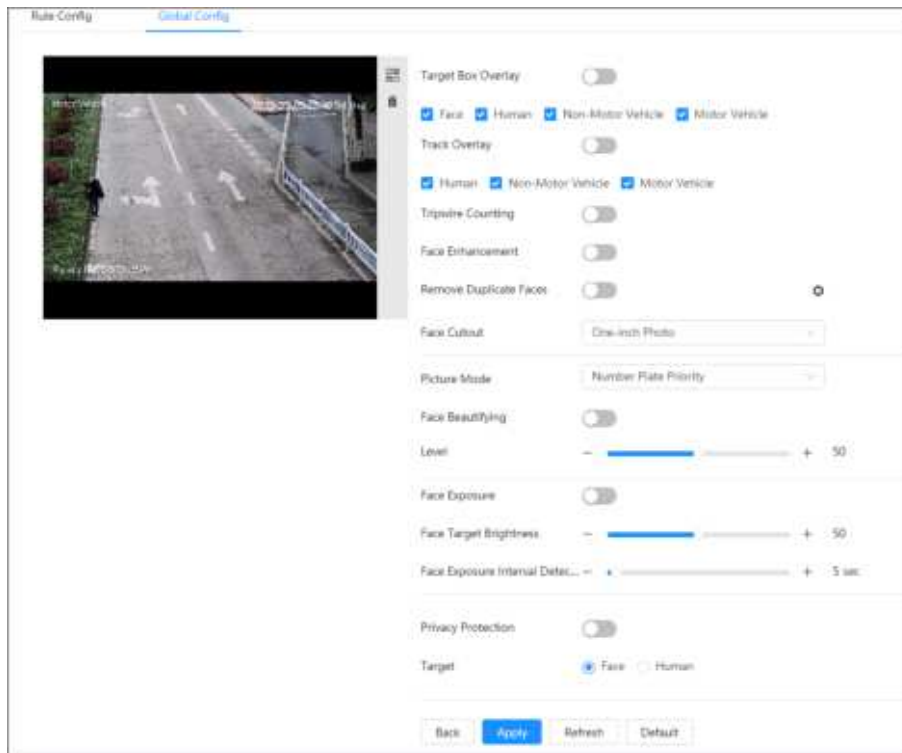 Rule Config Global Config
Target Box Overlay
Face Human Non-Motor Vehicle Motor Vehicle
Track Overlay
Human Non-Motor Vehicle Motor Vehicle
Tripwire Counting
Face Enhancement
Remove Duplicate Faces
Face Cutout One-inch Photo
Picture Mode Number Plate Priority
Face Beautifying
Level - + 50
Face Exposure
Face Target Brightness - + 50
Face Exposure Interval Detec... - + 5 sec
Privacy Protection
Target Face Human
Back Apply Refresh Default